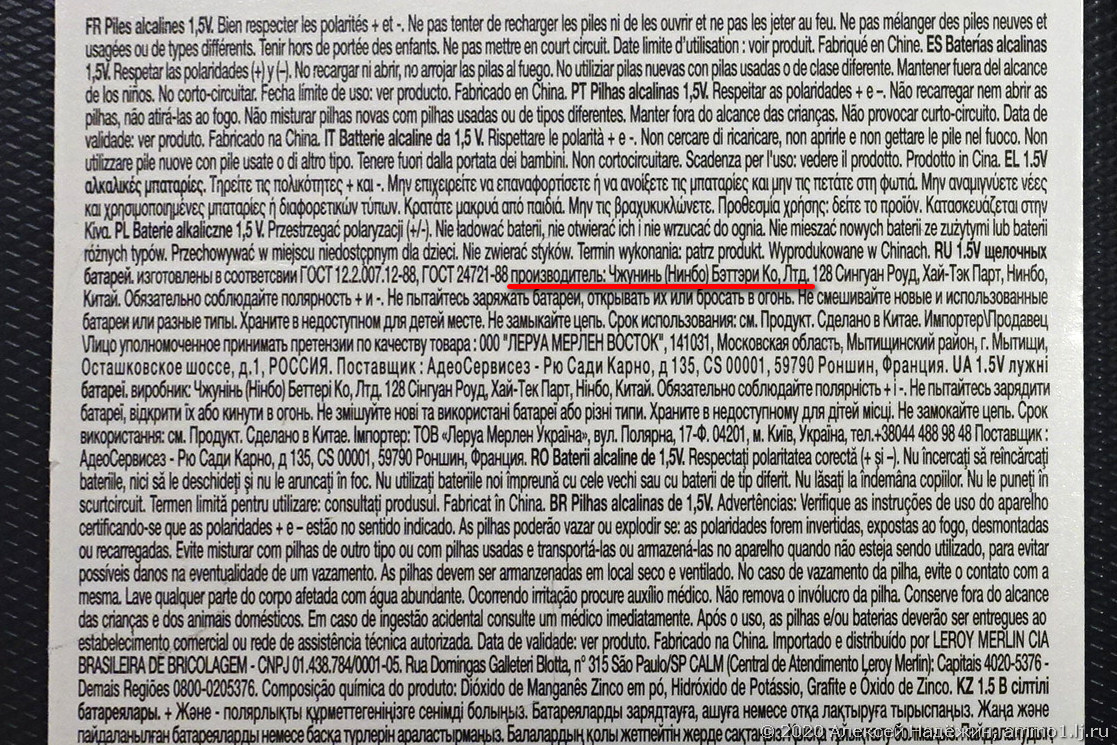 FR Piles alcalines 1,5V. Bien respecter les polarités + et -. Ne pas tenter de recharger les piles ni de les ouvrir et ne pas les jeter au feu. Ne pas mélanger des piles neuves et
usagées ou de types différents. Tenir hors de portée des enfants. Ne pas mettre en court circuit. Date limite d'utilisation : voir produit. Fabriqué en Chine. ES Baterías alcalinas
1,5V. Respetar las polaridades (+) y (–). No recargar ni abrir, no arrojar las pilas al fuego. No utiliziar pilas nuevas con pilas usadas o de clase diferente. Mantener fuera del alcance
de los niños. No corto-circuitar. Fecha límite de uso: ver producto. Fabricado en China. PT Pilhas alcalinas 1,5V. Respeitar as polaridades + e –. Não recarregar nem abrir as
pilhas, não atirá-las ao fogo. Não misturar pilhas novas com pilhas usadas ou de tipos diferentes. Manter fora do alcance das crianças. Não provocar curto-circuito. Data de
validade: ver produto. Fabricado na China. IT Batterie alcaline da 1,5 V. Rispettare le polarità + e -. Non cercare di ricaricare, non aprirle e non gettare le pile nel fuoco. Non
utilizzare pile nuove con pile usate o di altro tipo. Tenere fuori dalla portata dei bambini. Non cortocircuitare. Scadenza per l'uso: vedere il prodotto. Prodotto in Cina. EL 1.5V
αλκαλικές μπαταρίες. Τηρείτε τις πολικότητες + και -. Μην επιχειρείτε να επαναφορτίσετε ή να ανοίξετε τις μπαταρίες και μην τις πετάτε στη φωτιά. Μην αναμιγνύετε νέες
και χρησιμοποιημένες μπαταρίες ή διαφορετικών τύπων. Κρατάτε μακρυά από παιδιά. Μην τις βραχυκυκλώνετε. Προθεσμία χρήσης: δείτε το προϊόν. Κατασκευάζεται στην
Κίνα. PL Baterie alkaliczne 1,5 V. Przestrzegać polaryzacji (+/-). Nie ładować baterii, nie otwierać ich i nie wrzucać do ognia. Nie mieszać nowych baterii ze zużytymi lub baterii
różnych typów. Przechowywać w miejscu niedostępnym dla dzieci. Nie zwierać styków. Termin wykonania: patrz produkt. Wyprodukowane w Chinach. RU 1.5V щелочных
батарей. изготовлены в соответсвии ГОСТ 12.2.007.12-88, ГОСТ 24721-88 производитель: Чжунинь (Нинбо) Бэттэри Ко, Лтд. 128 Сингуан Роуд, Хай-Тэк Парт, Нинбо,
Китай. Обязательно соблюдайте полярность + и -. Не пытайтесь заряжать батареи, открывать их или бросать в огонь. Не смешивайте новые и использованные
батареи или разные типы. Храните в недоступном для детей месте. Не замыкайте цепь. Срок использования: см. Продукт. Сделано в Китае. Импортер\Продавец
\Лицо уполномоченное принимать претензии по качеству товара : ООО "ЛЕРУА МЕРЛЕН ВОСТОК", 141031, Московская область, Мытищинский район, г. Мытищи,
Осташковское шоссе, д.1, РОССИЯ. Поставщик : АдеоСервисез - Рю Сади Карно, д 135, CS 00001, 59790 Роншин, Франция. UA 1.5V лужні
батареї. виробник: Чжунінь (Нінбо) Беттері Ко, Лтд. 128 Сінгуан Роуд, Хай-Тек Парт, Нінбо, Китай. Обязательно соблюдайте полярность + і -. Не пытайтесь зарядити
батареї, відкрити їх або кинути в огонь. Не змішуйте нові та використані батареї або різні типи. Храните в недоступному для дітей місці. Не замокайте цепь. Срок
використання: см. Продукт. Сделано в Китае. Імпортер: ТОВ «Леруа Мерлен Україна», вул. Полярна, 17-Ф. 04201, м. Київ, Україна, тел.+38044 488 98 48 Поставщик :
АдеоСервисез - Рю Сади Карно, д 135, CS 00001, 59790 Роншин, Франция. RO Baterii alcaline de 1,5V. Respectați polaritatea corectă (+ și –). Nu încercați să reîncărcați
bateriile, nici să le deschideți și nu le aruncați în foc. Nu utilizați bateriile noi împreună cu cele vechi sau cu baterii de tip diferit. Nu lăsați la îndemâna copiilor. Nu le puneți în
scurtcircuit. Termen limită pentru utilizare: consultați produsul. Fabricat în China. BR Pilhas alcalinas de 1,5V. Advertências: Verifique as instruções de uso do aparelho
certificando-se que as polaridades + e – estão no sentido indicado. As pilhas poderão vazar ou explodir se: as polaridades forem invertidas, expostas ao fogo, desmontadas
ou recarregadas. Evite misturar com pilhas de outro tipo ou com pilhas usadas e transportá-las ou armazená-las no aparelho quando não esteja sendo utilizado, para evitar
possíveis danos na eventualidade de um vazamento. As pilhas devem ser armanzenadas em local seco e ventilado. No caso de vazamento da pilha, evite o contato com a
mesma. Lave qualquer parte do corpo afetada com água abundante. Ocorrendo irritação procure auxílio médico. Não remova o invólucro da pilha. Conserve fora do alcance
das crianças e dos animais domésticos. Em caso de ingestão acidental consulte um médico imediatamente. Após o uso, as pilhas e/ou baterias deverão ser entregues ao
estabelecimento comercial ou rede de assistência técnica autorizada. Data de validade: ver produto. Fabricado na China. Importado e distribuído por LEROY MERLIN CIA
BRASILEIRA DE BRICOLAGEM - CNPJ 01.438.784/0001-05. Rua Domingas Galleteri Blotta, n° 315 São Paulo/SP CALM (Central de Atendimento Leroy Merlin): Capitais 4020-5376 -
Demais Regiões 0800-0205376. Composição química do produto: Dióxido de Manganês Zinco em pó, Hidróxido de Potássio, Grafite e Óxido de Zinco. KZ 1.5 В сілтілі
батареялары. + Және - полярлықты құрметтегеніңізге сенімді болыңыз. Батареяларды зарядтауға, ашуға немесе отқа лақтыруға тырыспаңыз. Жаңа және
пайдаланылған батареяларды немесе басқа түрлерін араластырмаңыз. Балалардың қолы жетпейтін жерде сақтаңыз.
©2020 Алексей Надёжин ammo1.lj.ru